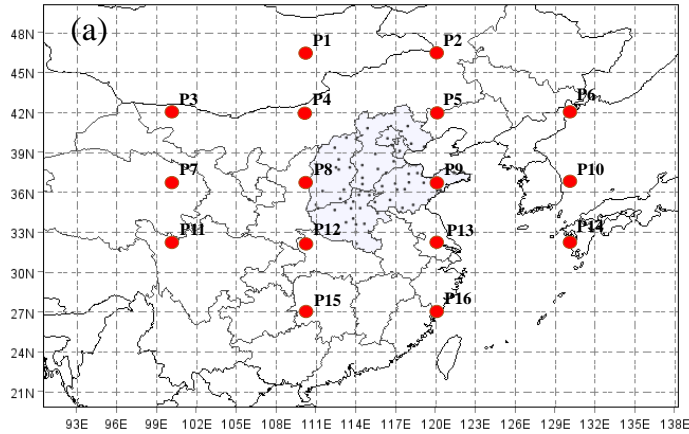 (a)
P1 P2
48N
45N
P3 P4 P5 P6
42N
39N
P7 P8 P9 P10
36N
P11 P12 P13 P14
33N
30N
P15 P16
27N
24N
21N
93E 96E 99E 102E 105E 108E 111E 114E 117E 120E 123E 126E 129E 132E 135E 138E